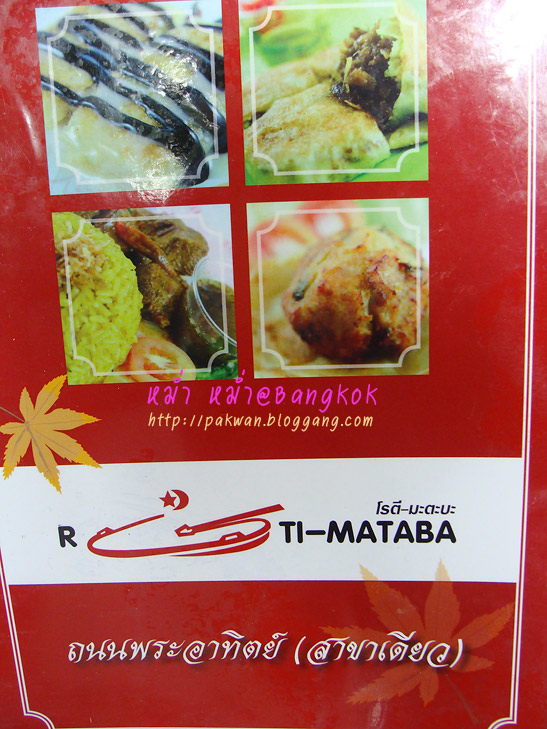 หม่ำ หม่ำ@Bangkok
http://pakwan.bloggang.com
โรตี-มะตะบะ
R TI-MATABA
ถนนพระอาทิตย์ (สาขาเดียว)